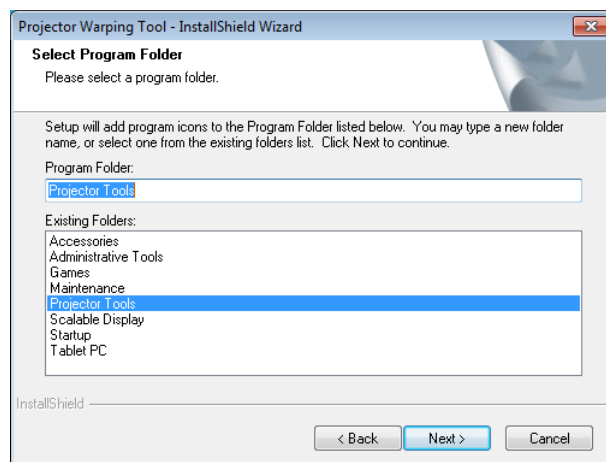 Projector Warping Tool - InstallShield Wizard
Select Program Folder
Please select a program folder.
Setup will add program icons to the Program Folder listed below. You may type a new folder
name, or select one from the existing folders list. Click Next to continue.
Program Folder:
Projector Tools
Existing Folders:
Accessories
Administrative Tools
Games
Maintenance
Projector Tools
Scalable Display
Startup
Tablet PC
InstallShield
< Back
Next >
Cancel